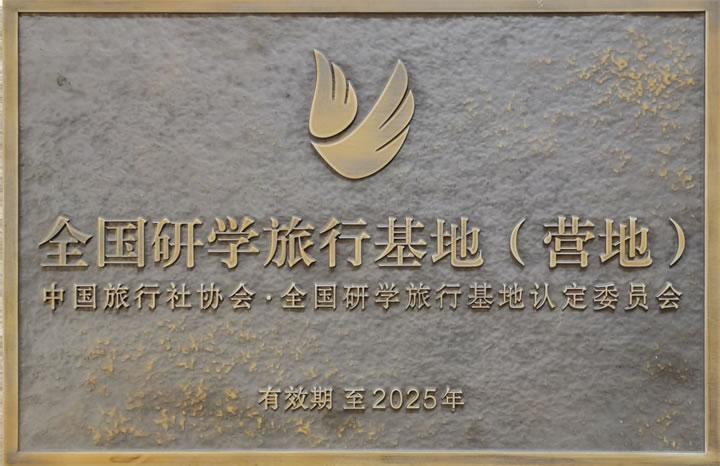 全国研学旅行基地（营地）
中国旅行社协会·全国研学旅行基地认定委员会
有效期 至2025年